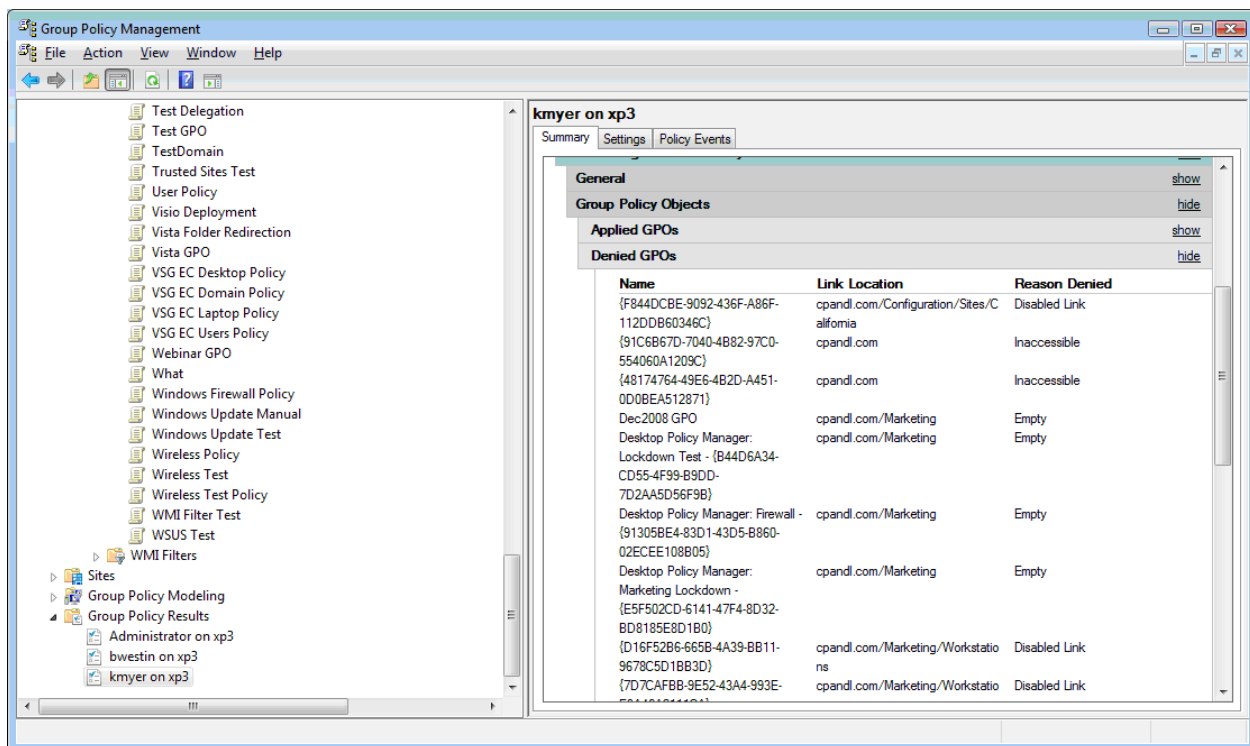 Group Policy Management
File Action View Window Help
Test Delegation
Test GPO
TestDomain
Trusted Sites Test
User Policy
Visio Deployment
Vista Folder Redirection
Vista GPO
VSG EC Desktop Policy
VSG EC Domain Policy
VSG EC Laptop Policy
VSG EC Users Policy
Webinar GPO
What
Windows Firewall Policy
Windows Update Manual
Windows Update Test
Wireless Policy
Wireless Test
Wireless Test Policy
WMI Filter Test
WSUS Test
WMI Filters
Sites
Group Policy Modeling
Group Policy Results
Administrator on xp3
bwestin on xp3
kmyer on xp3
kmyer on xp3
Summary Settings Policy Events
General show
Group Policy Objects hide
Applied GPOs show
Denied GPOs hide
Name Link Location Reason Denied
{F844DCBE-9092-436F-A86F- cpandl.com/Configuration/Sites/C Disabled Link
112DDB60346C} alifornia
{91C6B67D-7040-4B82-97C0- cpandl.com Inaccessible
554060A1209C}
{48174764-49E6-4B2D-A451- cpandl.com Inaccessible
0D0BEA512871}
Dec2008 GPO cpandl.com/Marketing Empty
Desktop Policy Manager: cpandl.com/Marketing Empty
Lockdown Test - {B44D6A34-
CD55-4F99-B9DD-
7D2AA5D56F9B}
Desktop Policy Manager: Firewall - cpandl.com/Marketing Empty
{91305BE4-83D1-43D5-B860-
02ECEE108B05}
Desktop Policy Manager: cpandl.com/Marketing Empty
Marketing Lockdown -
{E5F502CD-6141-47F4-8D32-
BD8185E8D1B0}
{D16F52B6-665B-4A39-BB11- cpandl.com/Marketing/Workstatio Disabled Link
9678C5D1BB3D} ns
{7D7CAFBB-9E52-43A4-993E- cpandl.com/Marketing/Workstatio Disabled Link